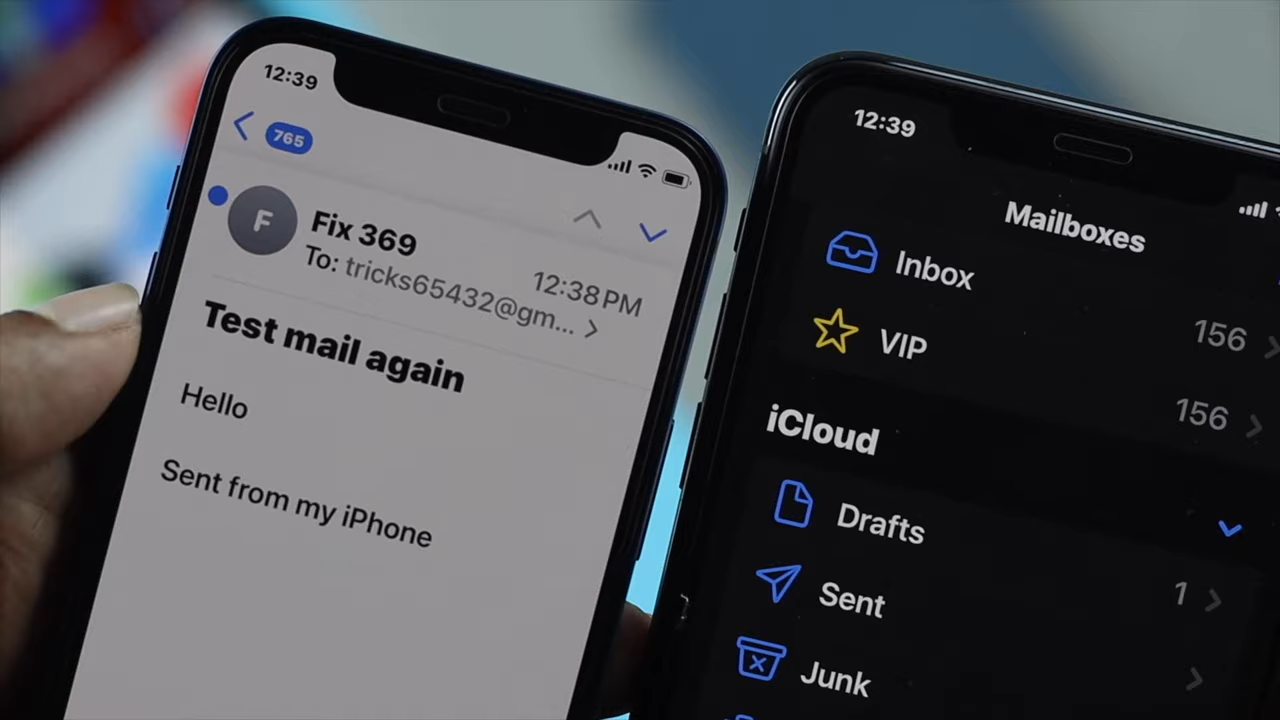 12:39
765
F
Fix 369
12:38 PM
To: tricks65432@gm...
Test mail again
Hello
Sent from my iPhone
12:39
Mailboxes
Inbox
156
VIP
156
iCloud
Drafts
1
Sent
Junk